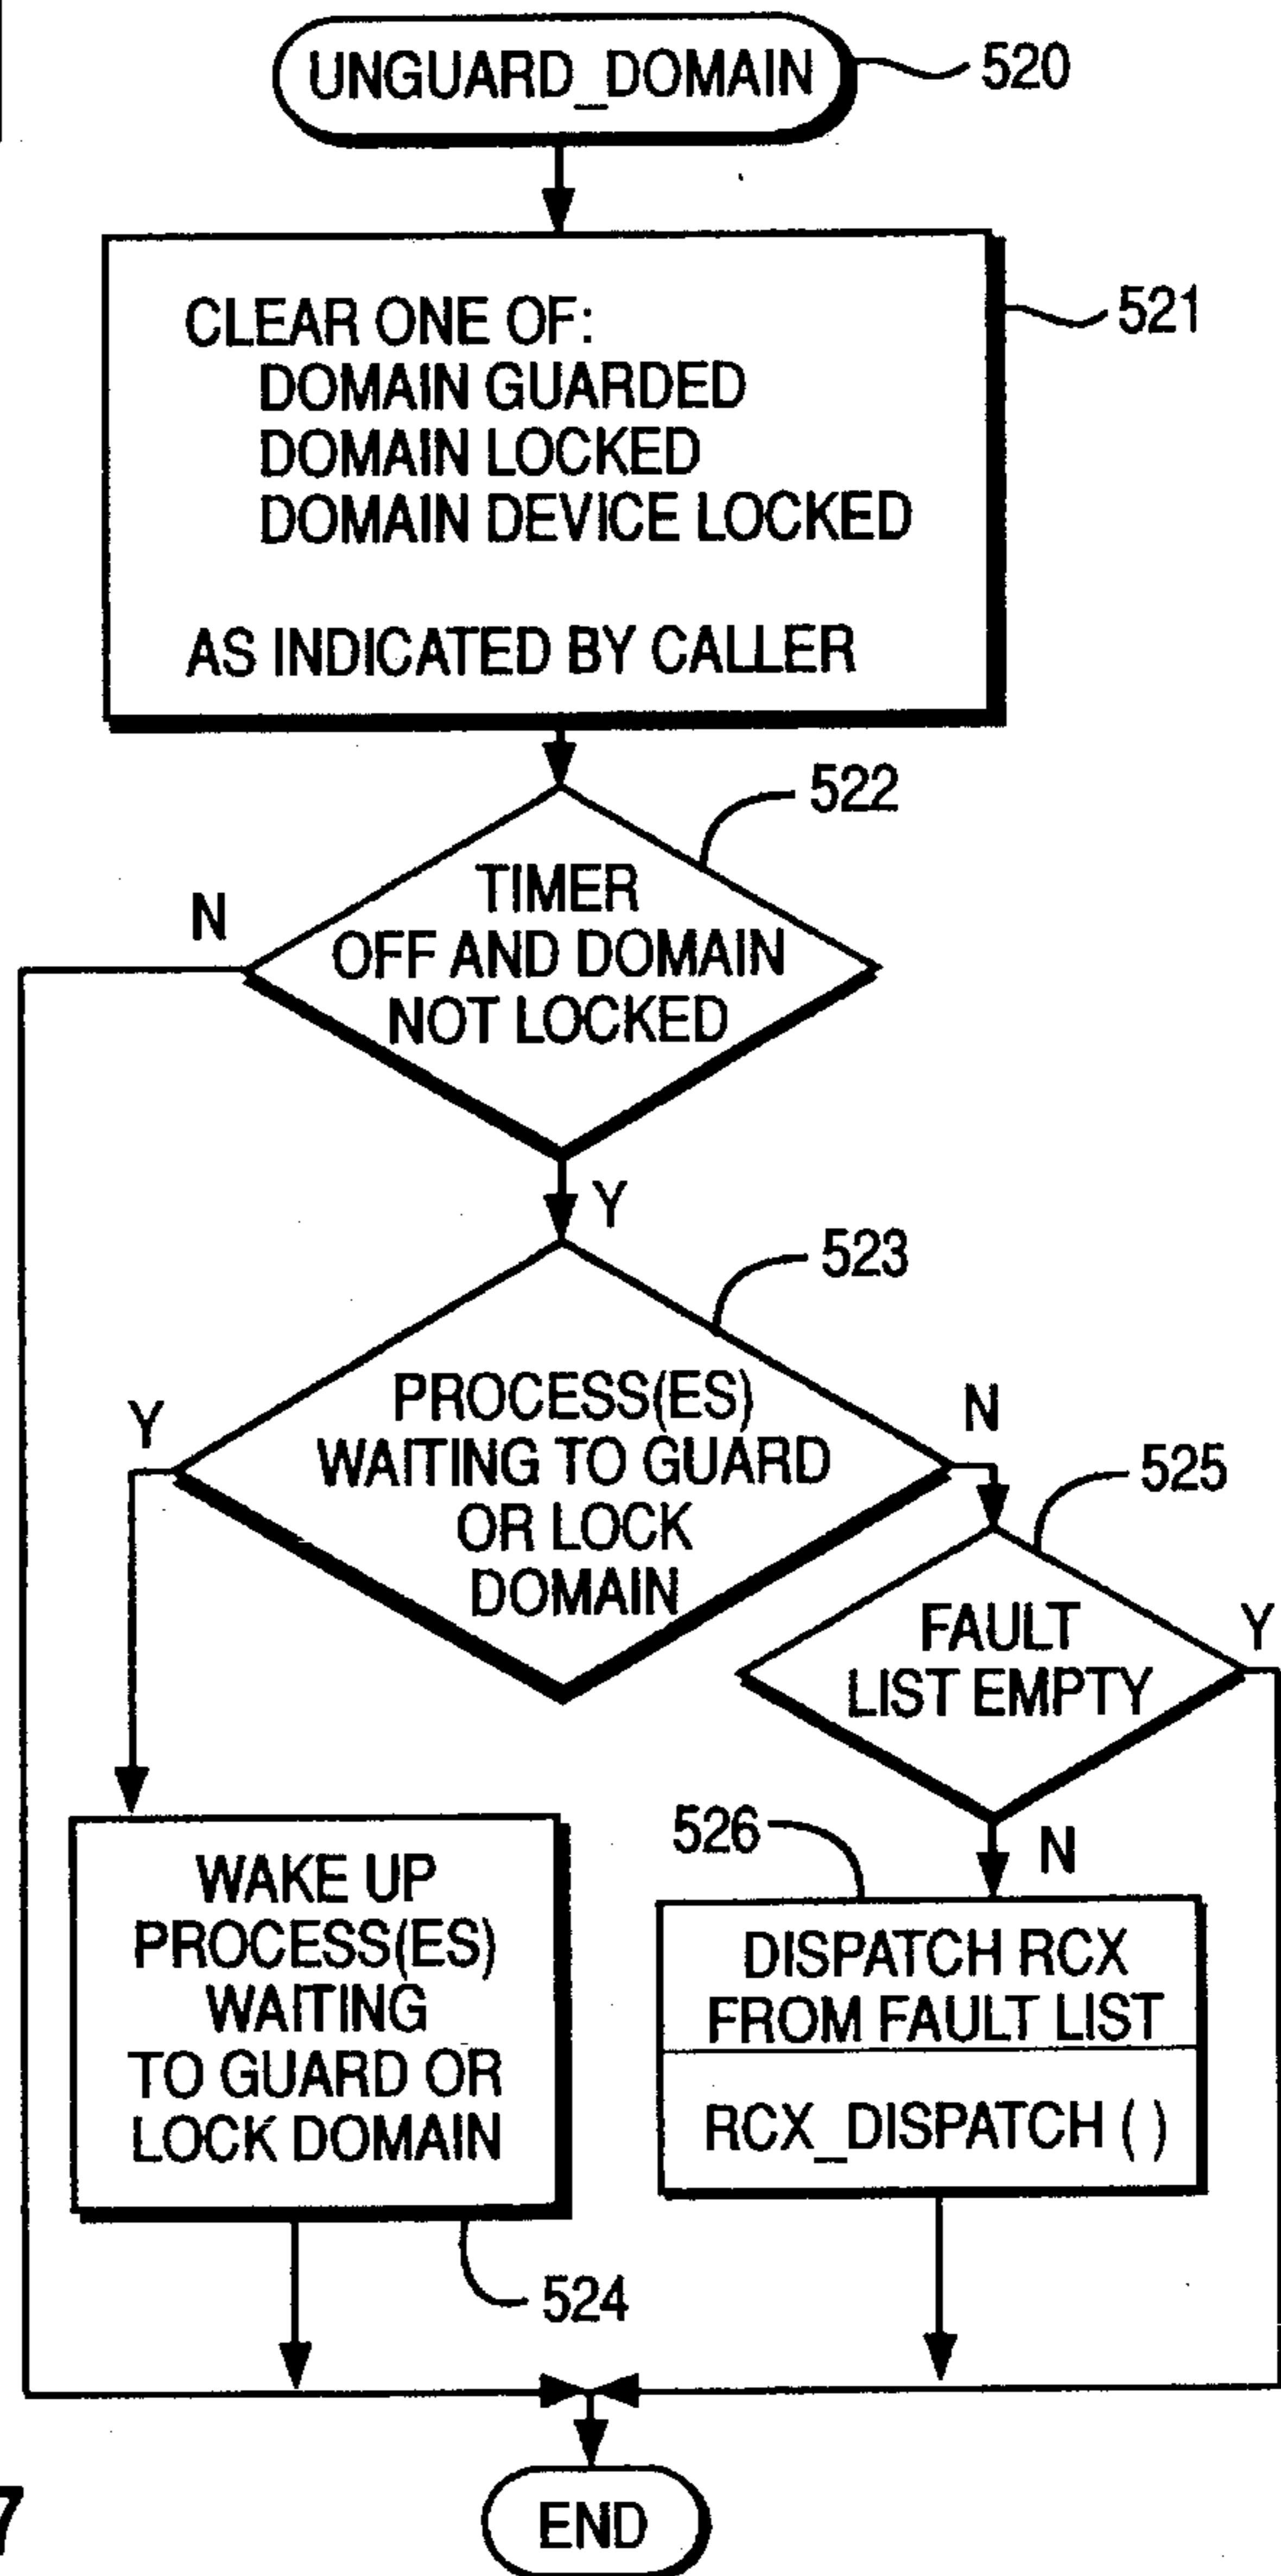 UNGUARD_DOMAIN
520
CLEAR ONE OF:
DOMAIN GUARDED
DOMAIN LOCKED
DOMAIN DEVICE LOCKED
AS INDICATED BY CALLER
521
522
TIMER
OFF AND DOMAIN
NOT LOCKED
N
Y
523
PROCESS(ES)
WAITING TO GUARD
OR LOCK
DOMAIN
Y
N
525
FAULT
LIST EMPTY
Y
N
526
WAKE UP
PROCESS(ES)
WAITING
TO GUARD OR
LOCK DOMAIN
524
DISPATCH RCX
FROM FAULT LIST
RCX_DISPATCH ( )
END
7